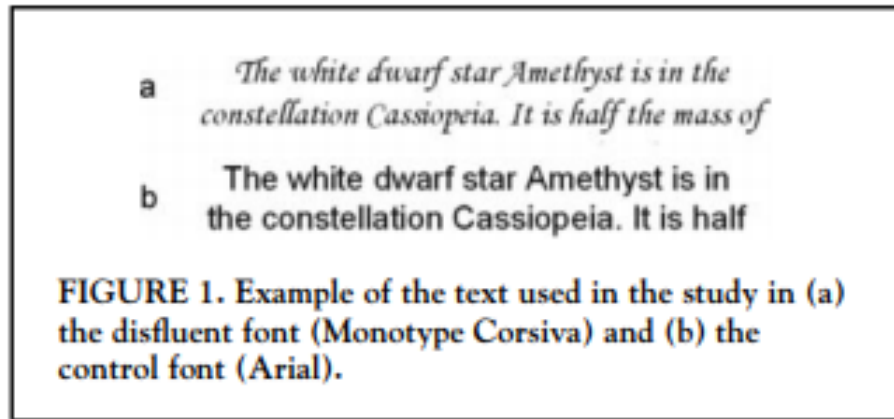 a
The white dwarf star Amethyst is in the
constellation Cassiopeia. It is half the mass of
b
The white dwarf star Amethyst is in
the constellation Cassiopeia. It is half
FIGURE 1. Example of the text used in the study in (a)
the disfluent font (Monotype Corsiva) and (b) the
control font (Arial).